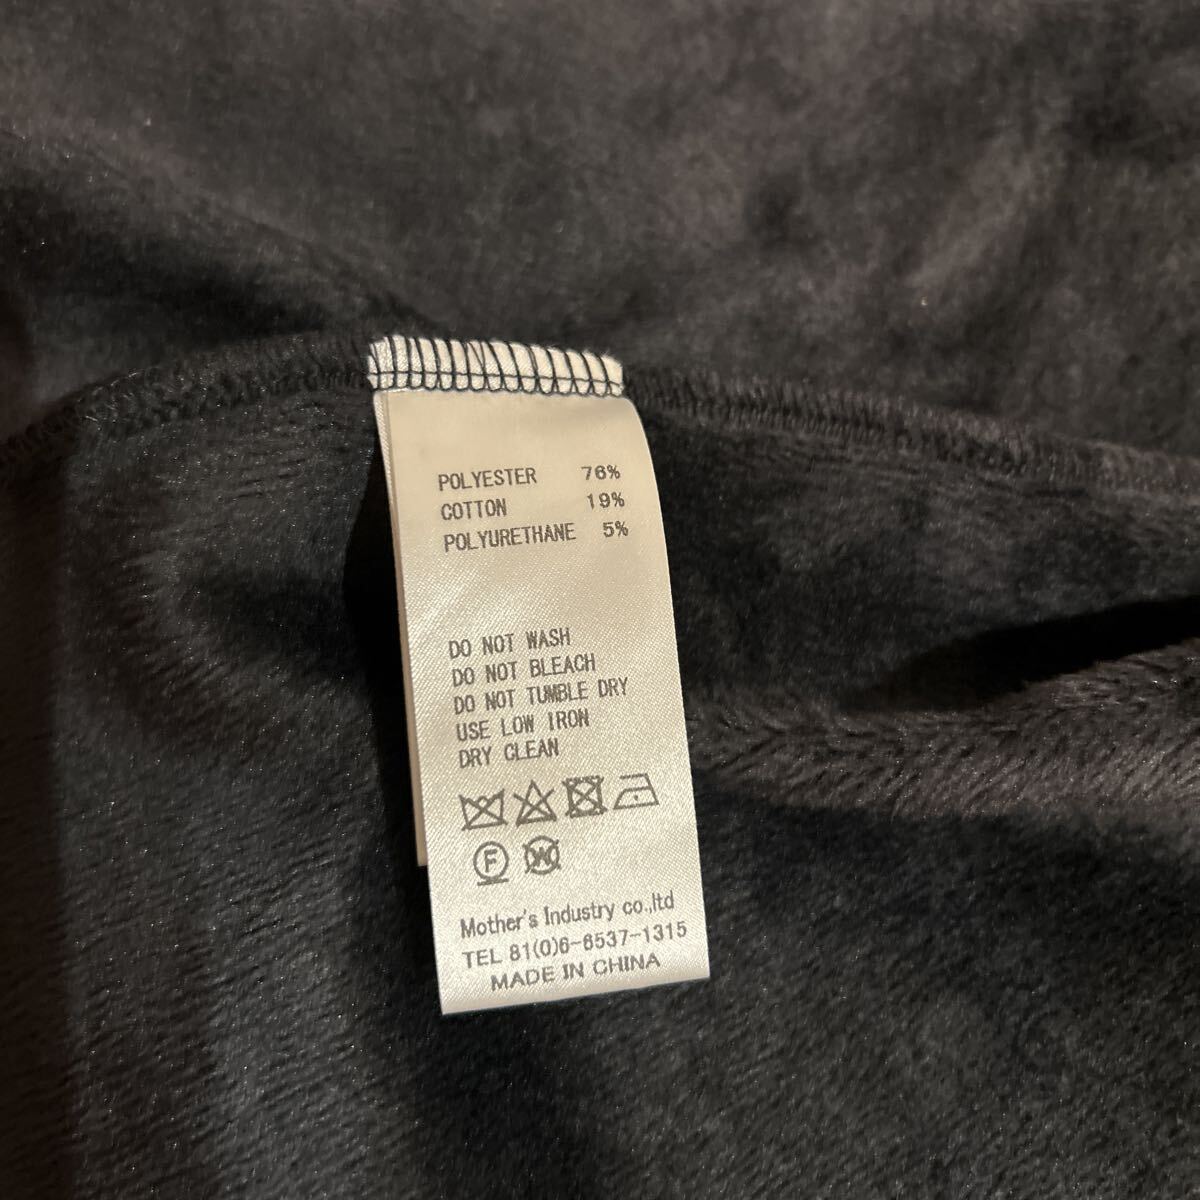 POLYESTER 76%
COTTON 19%
POLYURETHANE 5%
DO NOT WASH
DO NOT BLEACH
DO NOT TUMBLE DRY
USE LOW IRON
DRY CLEAN
F W
Mother's Industry co.,ltd
TEL 81(0)6-6537-1315
MADE IN CHINA